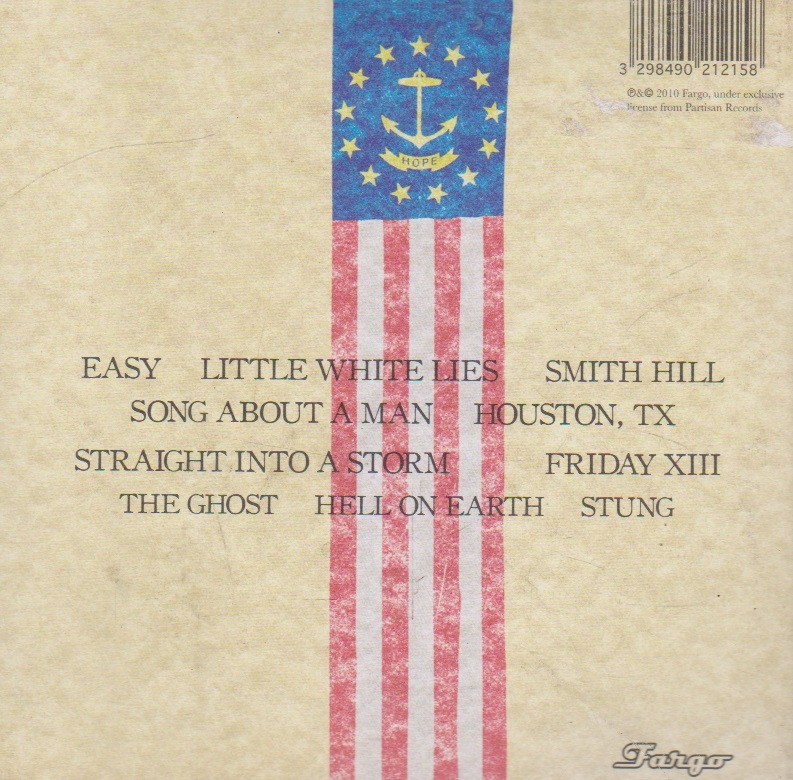 3 298490 212158
℗&© 2010 Fargo, under exclusive
license from Partisan Records
HOPE
EASY LITTLE WHITE LIES SMITH HILL
SONG ABOUT A MAN HOUSTON, TX
STRAIGHT INTO A STORM FRIDAY XIII
THE GHOST HELL ON EARTH STUNG
Fargo